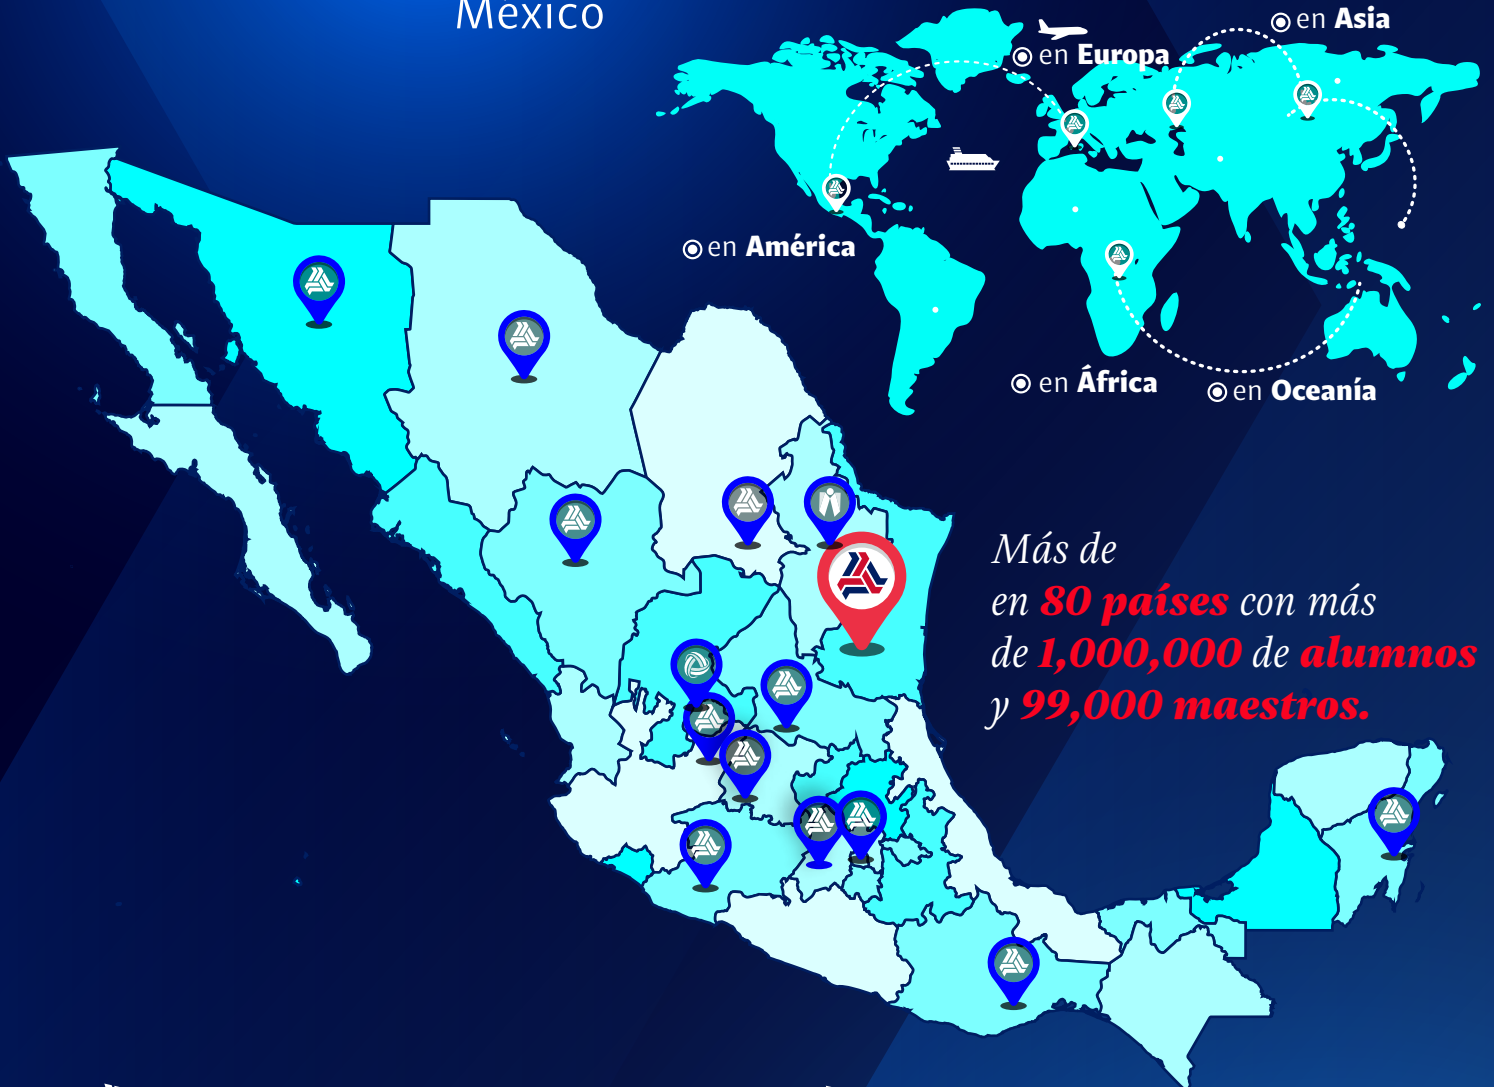 México
en Asia
en Europa
en América
en África
en Oceanía
Más de
en 80 países con más
de 1,000,000 de alumnos
y 99,000 maestros.